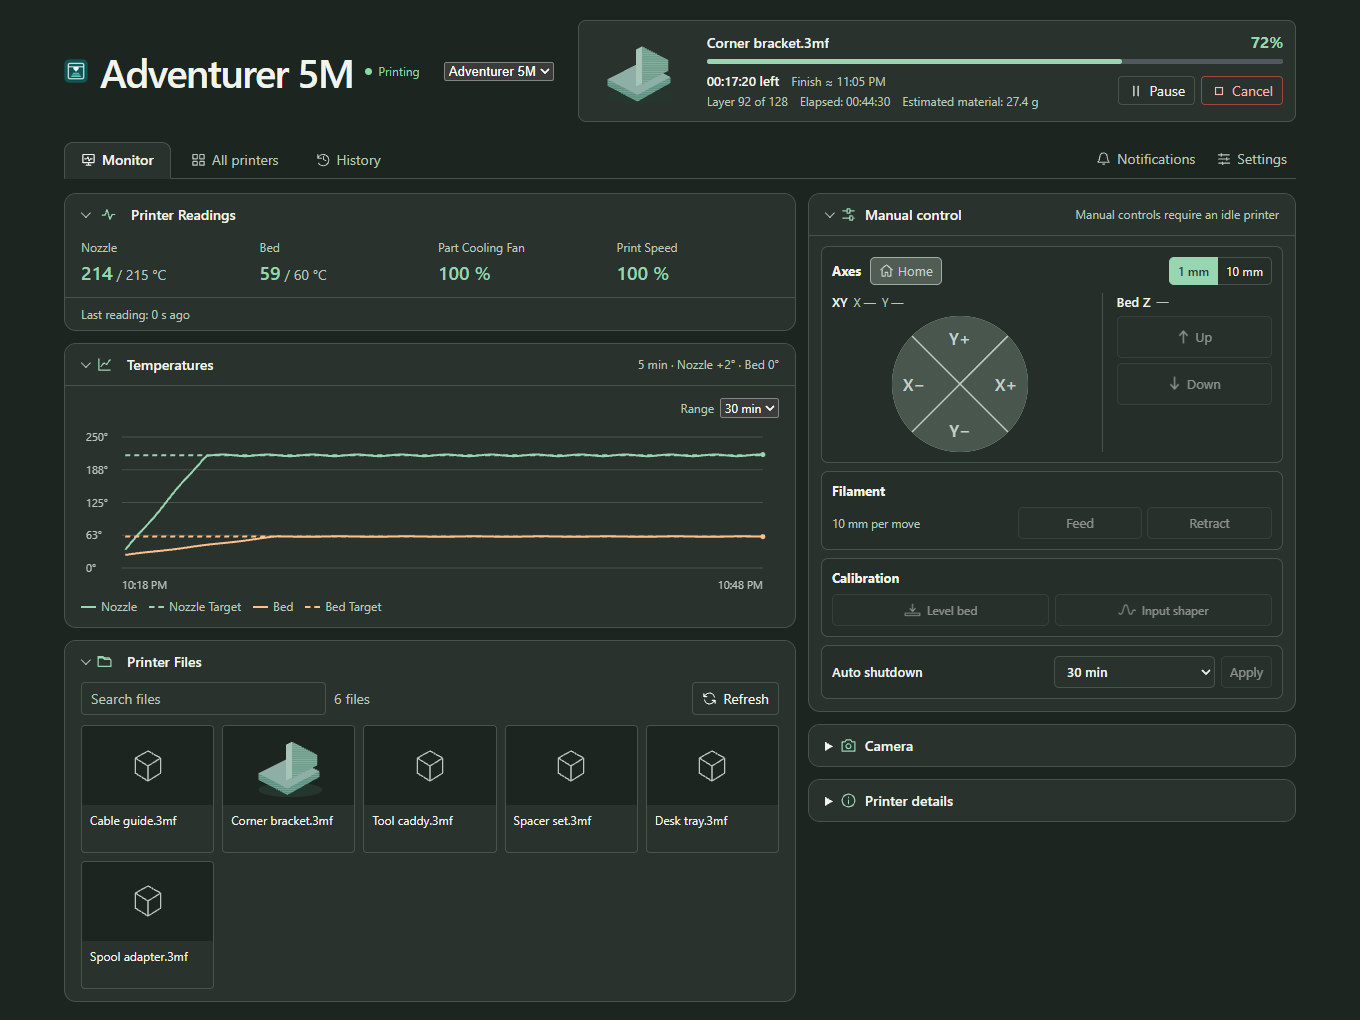 Adventurer 5M
Printing
Adventurer 5M
Corner bracket.3mf
72%
00:17:20 left Finish ≈ 11:05 PM
Layer 92 of 128 Elapsed: 00:44:30 Estimated material: 27.4 g
Pause
Cancel
Monitor
All printers
History
Notifications
Settings
Printer Readings
Nozzle Bed Part Cooling Fan Print Speed
214 / 215 °C 59 / 60 °C 100 % 100 %
Last reading: 0 s ago
Temperatures
5 min · Nozzle +2° · Bed 0°
Range 30 min
250°
188°
125°
63°
0°
10:18 PM 10:48 PM
Nozzle Nozzle Target Bed Bed Target
Printer Files
Search files
6 files
Refresh
Cable guide.3mf
Corner bracket.3mf
Tool caddy.3mf
Spacer set.3mf
Desk tray.3mf
Spool adapter.3mf
Manual control
Manual controls require an idle printer
Axes
Home
1 mm
10 mm
XY X — Y —
Y+
X−
X+
Y−
Bed Z —
Up
Down
Filament
10 mm per move
Feed
Retract
Calibration
Level bed
Input shaper
Auto shutdown
30 min
Apply
Camera
Printer details